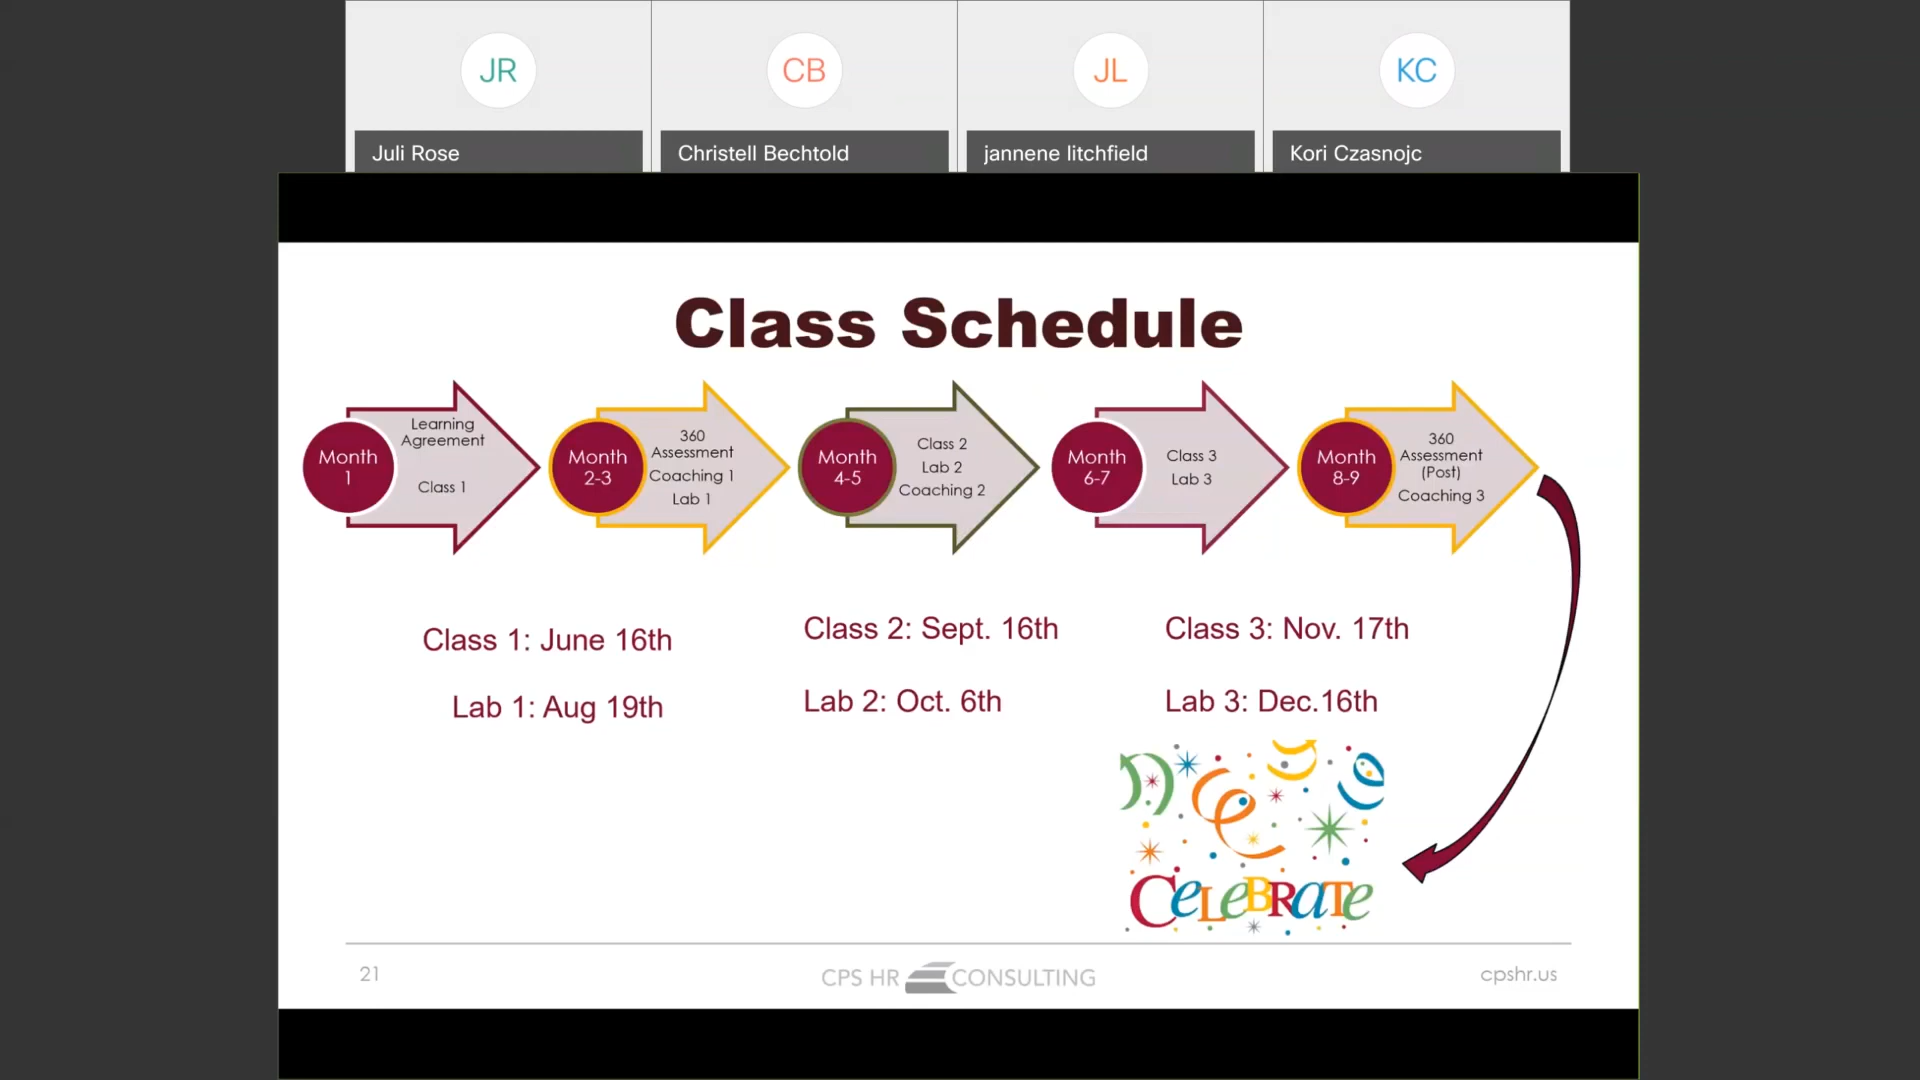 JR
CB
JL
KC
Juli Rose
Christell Bechtold
jannene litchfield
Kori Czasnojc
Class Schedule
Month
1
Learning
Agreement
Class 1
Month
2-3
360
Assessment
Coaching 1
Lab 1
Month
4-5
Class 2
Lab 2
Coaching 2
Month
6-7
Class 3
Lab 3
Month
8-9
360
Assessment
(Post)
Coaching 3
Class 1: June 16th
Lab 1: Aug 19th
Class 2: Sept. 16th
Lab 2: Oct. 6th
Class 3: Nov. 17th
Lab 3: Dec.16th
CeLeBRaTe
21
CPS HR CONSULTING
cpshr.us